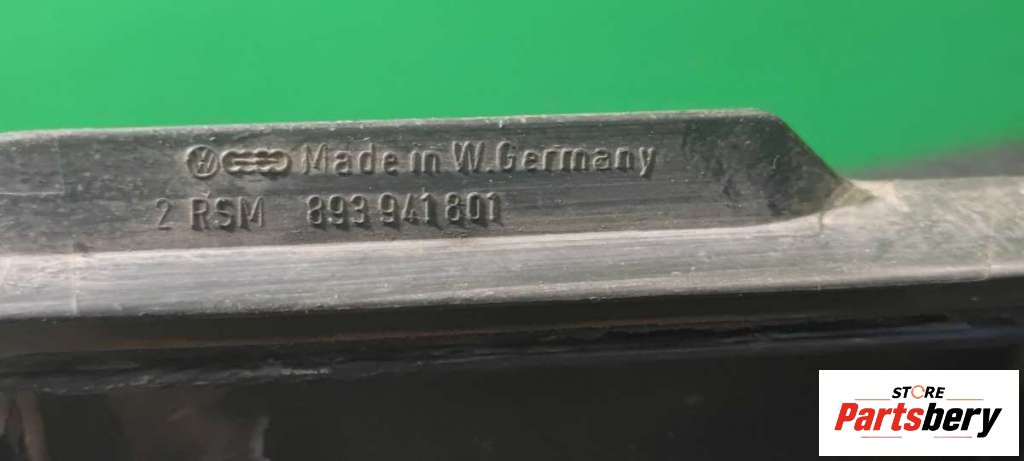 Made in W.Germany
2 RSM 893 941 801
STORE
Partsbery